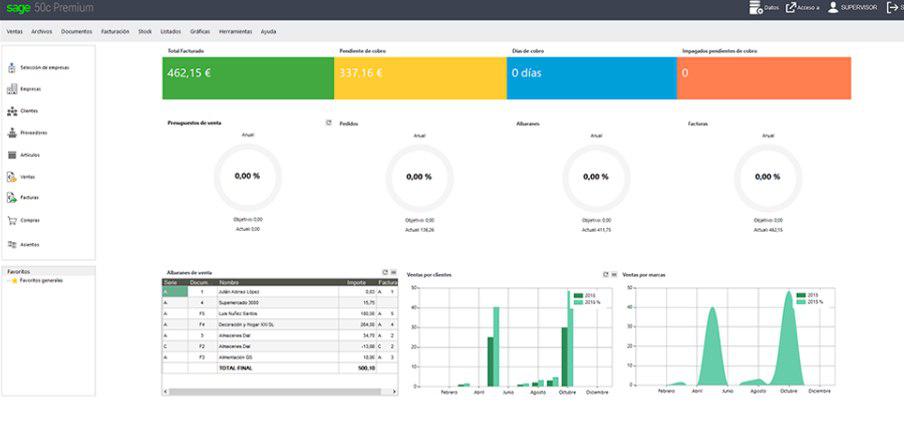 sage 50c Premium
Datos
Acceso a
SUPERVISOR
S
Ventas Archivos Documentos Facturación Stock Listados Gráficas Herramientas Ayuda
Selección de empresas
Empresas
Clientes
Proveedores
Artículos
Ventas
Facturas
Compras
Asientos
Favoritos
Favoritos generales
Total Facturado
462,15 €
Pendiente de cobro
337,16 €
Días de cobro
0 días
Impagados pendientes de cobro
0
Presupuestos de venta
Anual
0,00 %
Objetivo: 0,00
Actual: 0,00
Pedidos
Anual
0,00 %
Objetivo: 0,00
Actual: 136,26
Albaranes
Anual
0,00 %
Objetivo: 0,00
Actual: 411,75
Facturas
Anual
0,00 %
Objetivo: 0,00
Actual: 462,15
Albaranes de venta
Serie Docum... Nombre Importe Factura
A 1 Julián Alonso López 0,03 A 1
A 4 Supermercado 3000 15,75
A F5 Luis Nuñez Santos 180,00 A 5
A F4 Decoración y Hogar XXI SL 264,00 A 4
A 3 Almacenes Dial 34,70 A 2
C F2 Almacenes Dial -13,00 C 2
A F3 Alimentación GS 18,00 A 3
TOTAL FINAL 500,10
Ventas por clientes
2015
2015 %
50
40
30
20
10
0
Febrero Abril Junio Agosto Octubre Diciembre
Ventas por marcas
2015
2015 %
50
40
30
20
10
0
Febrero Abril Junio Agosto Octubre Diciembre